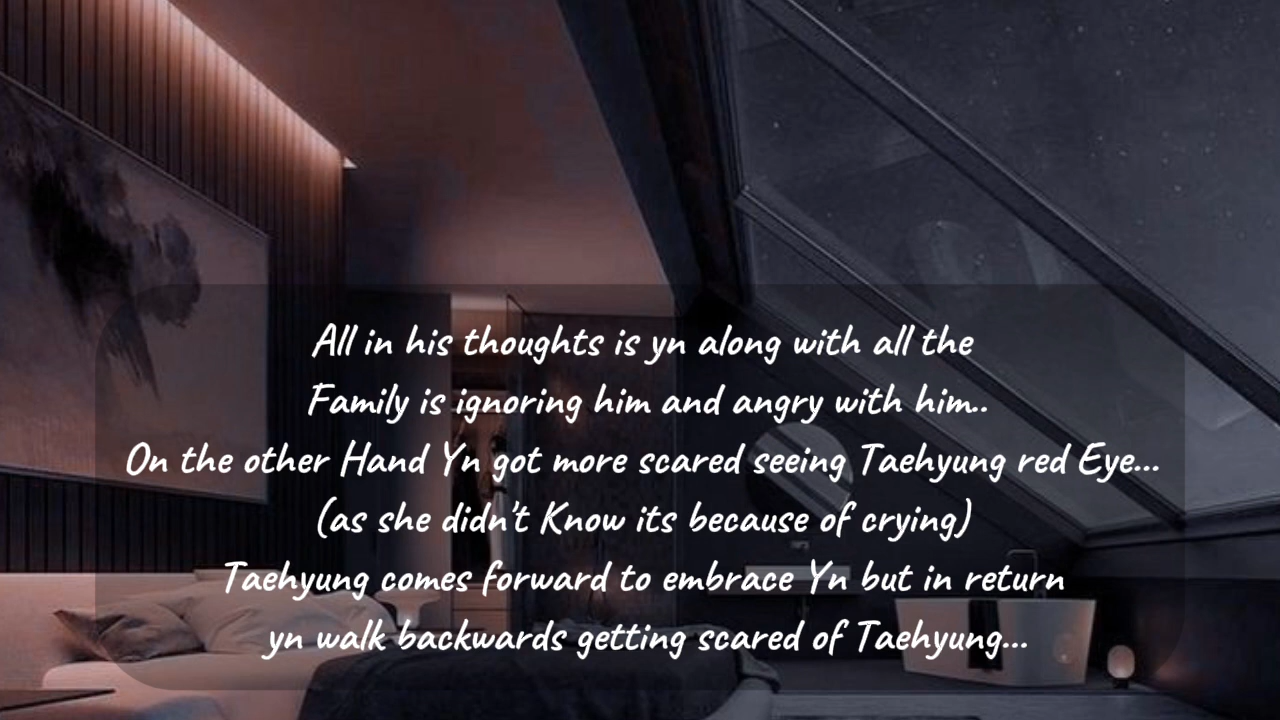 All in his thoughts is yn along with all the
Family is ignoring him and angry with him..
On the other Hand Yn got more scared seeing Taehyung red Eye...
(as she didn't Know its because of crying)
Taehyung comes forward to embrace Yn but in return
yn walk backwards getting scared of Taehyung...